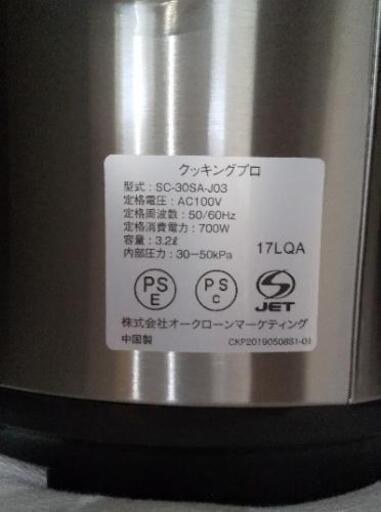 クッキングプロ
型式：SC-30SA-J03
定格電圧：AC100V
定格周波数：50/60Hz
定格消費電力：700W
容量：3.2ℓ
内部圧力：30−50kPa
17LQA
PS
E
PS
C
JET
株式会社オークローンマーケティング
中国製
CKP20190508S1-01